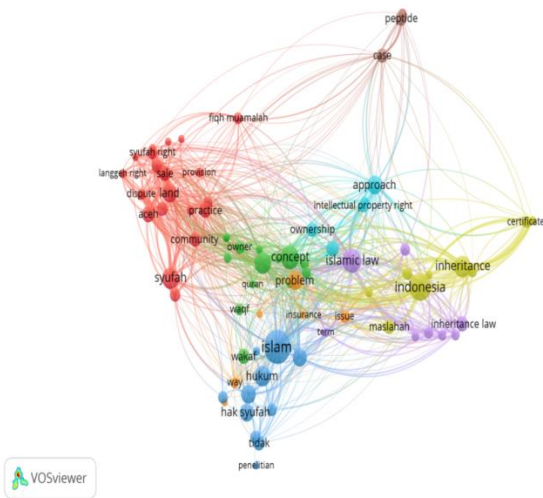 peptide
case
fiqh muamalah
syufah right
langgeh right
sale
provision
approach
dispute
land
intellectual property right
aceh
practice
certificate
ownership
community
owner
concept
islamic law
inheritance
syufah
problem
quran
indonesia
waqf
insurance
issue
maslahah
inheritance law
term
islam
wakaf
way
hukum
hak syufah
tidak
penelitian
VOSviewer